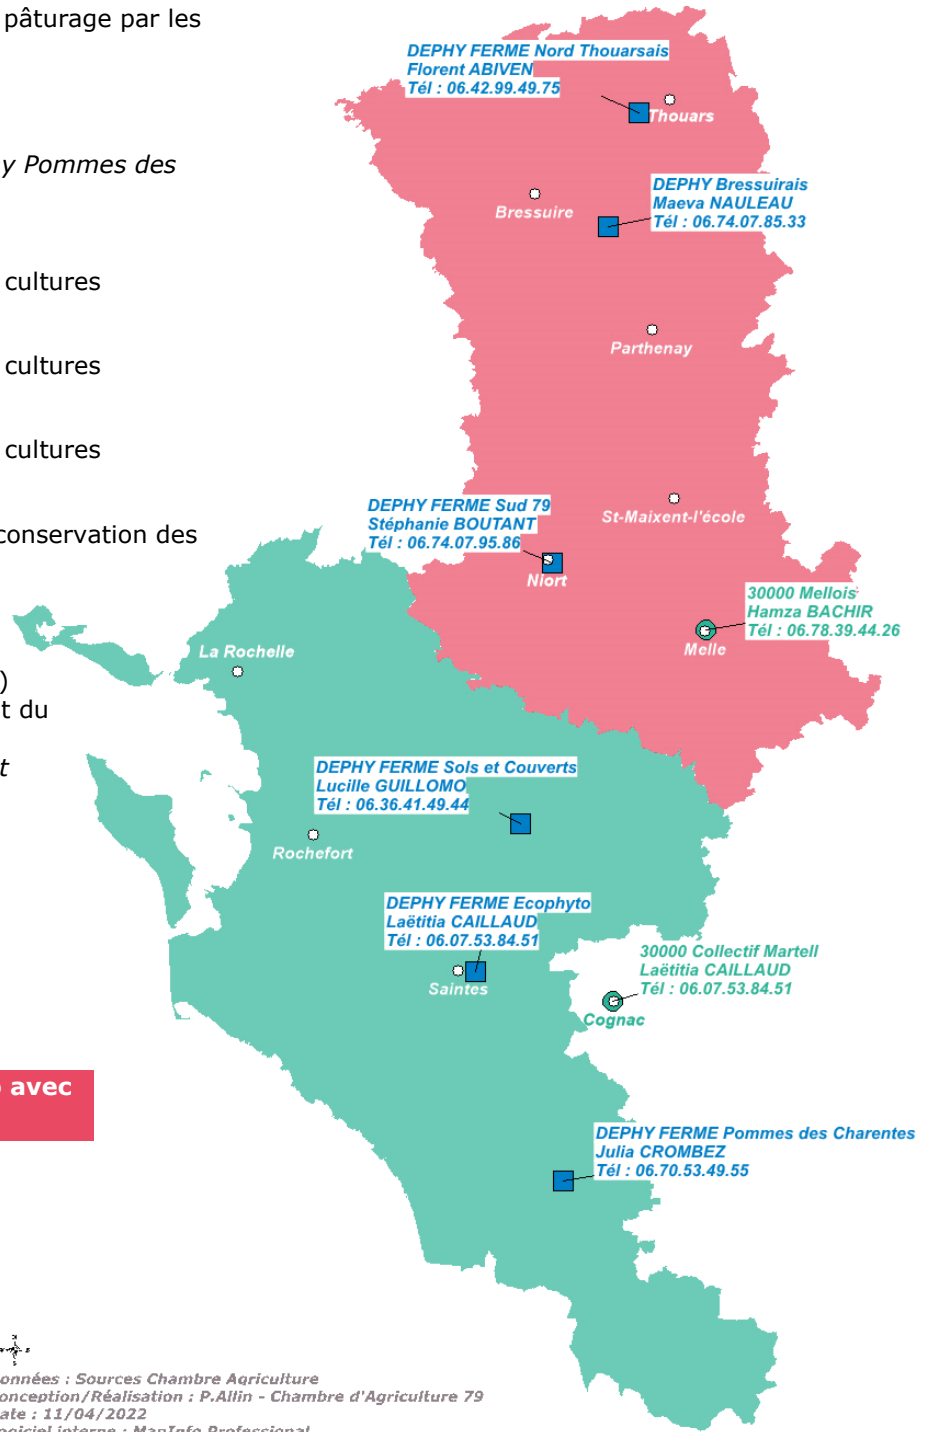 pâturage par les
y Pommes des
cultures
cultures
cultures
conservation des
)
t du
t
avec
DEPHY FERME Nord Thouarsais
Florent ABIVEN
Tél : 06.42.99.49.75
Thouars
DEPHY Bressuirais
Maeva NAULEAU
Tél : 06.74.07.85.33
Bressuire
Parthenay
DEPHY FERME Sud 79
Stéphanie BOUTANT
Tél : 06.74.07.95.86
St-Maixent-l'école
Niort
30000 Mellois
Hamza BACHIR
Tél : 06.78.39.44.26
Melle
La Rochelle
DEPHY FERME Sols et Couverts
Lucille GUILLOMO
Tél : 06.36.41.49.44
Rochefort
DEPHY FERME Ecophyto
Laëtitia CAILLAUD
Tél : 06.07.53.84.51
Saintes
30000 Collectif Martell
Laëtitia CAILLAUD
Tél : 06.07.53.84.51
Cognac
DEPHY FERME Pommes des Charentes
Julia CROMBEZ
Tél : 06.70.53.49.55
onnées : Sources Chambre Agriculture
onception/Réalisation : P.Allin - Chambre d'Agriculture 79
ate : 11/04/2022
ogiciel interne : MapInfo Professional